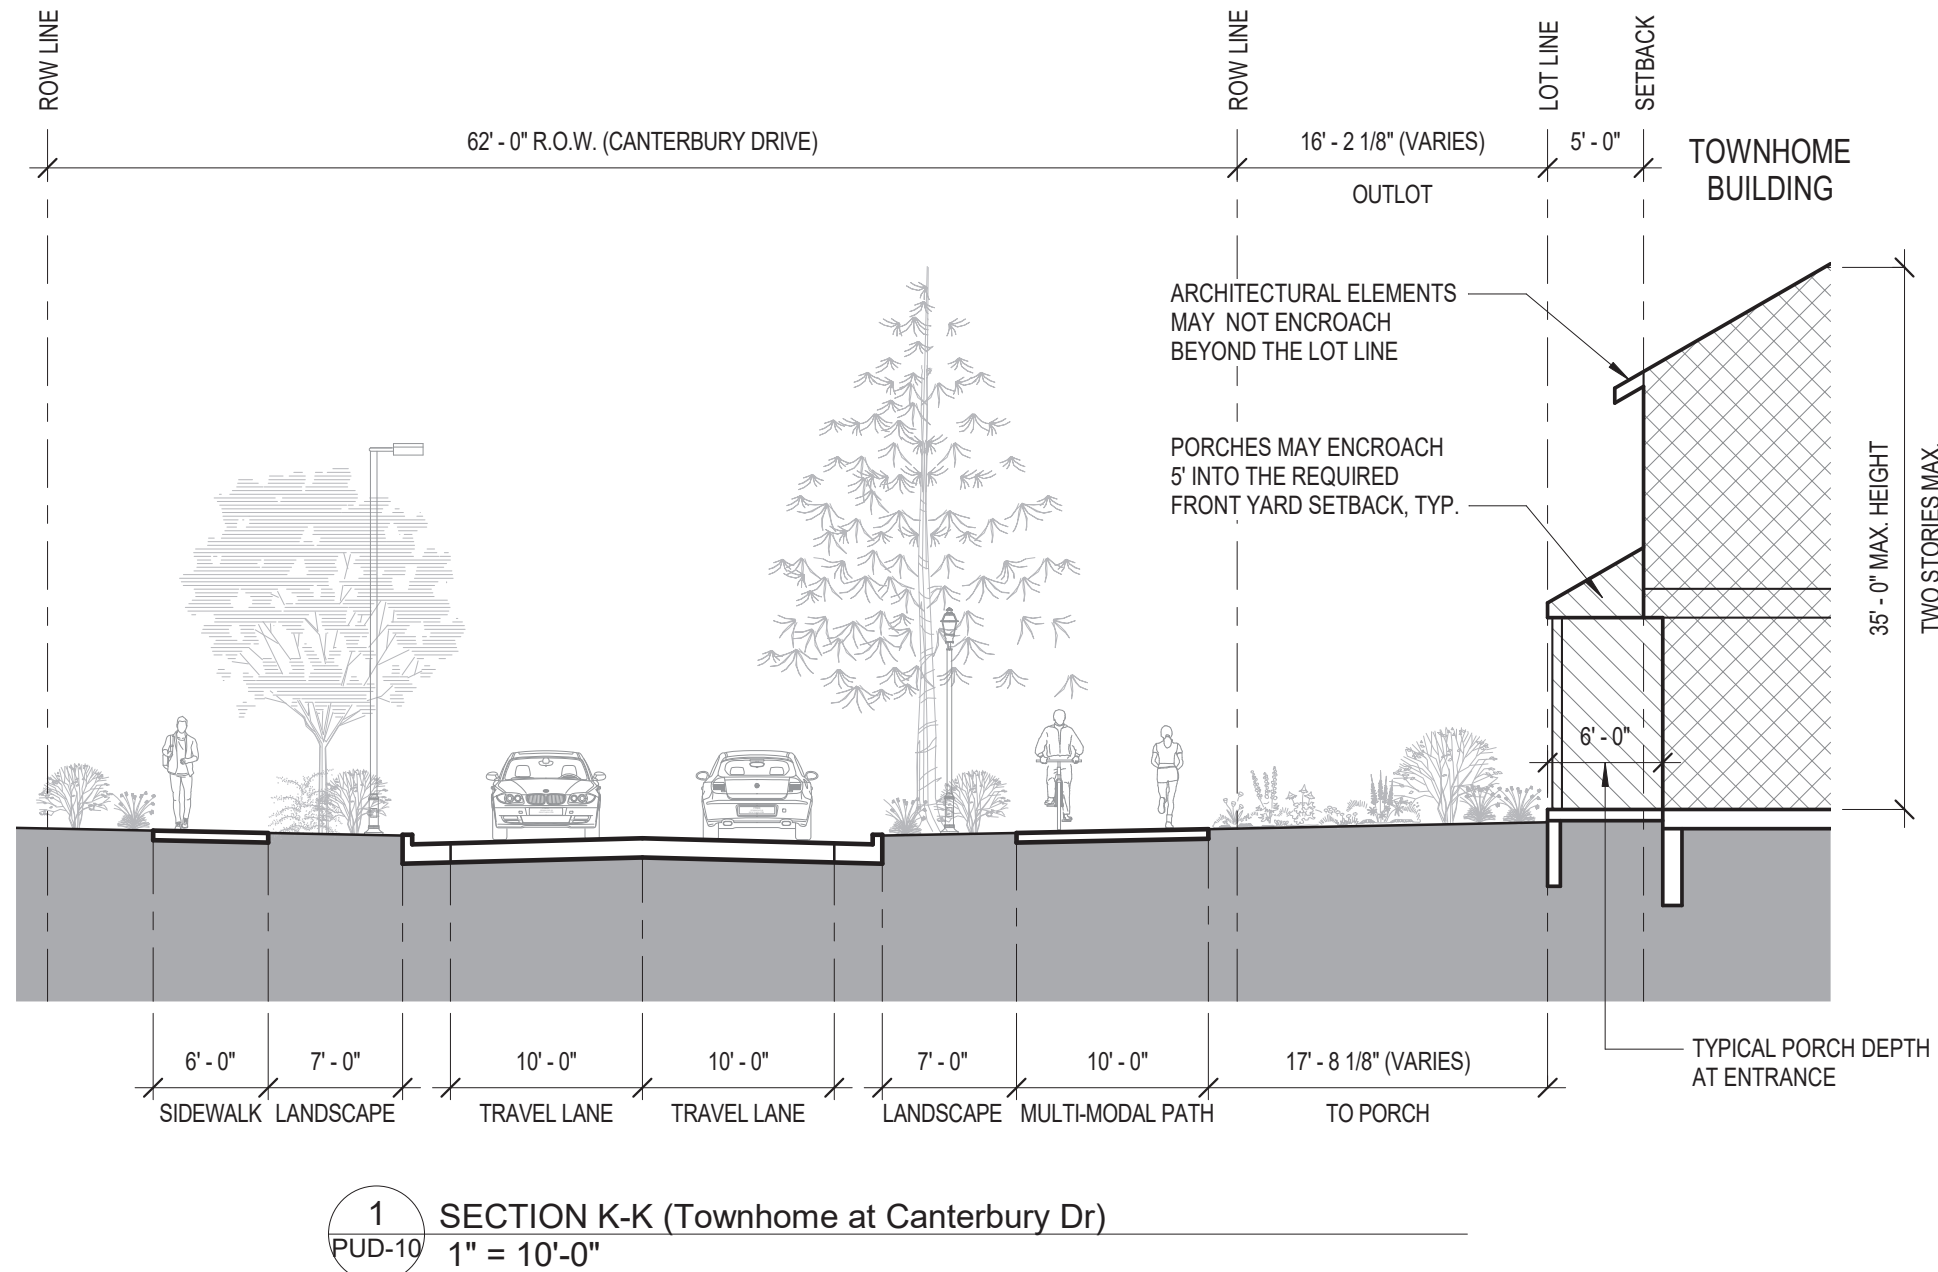 ROW LINE
ROW LINE
LOT LINE
SETBACK
62' - 0" R.O.W. (CANTERBURY DRIVE)
16' - 2 1/8" (VARIES)
5' - 0"
OUTLOT
TOWNHOME
BUILDING
ARCHITECTURAL ELEMENTS
MAY NOT ENCROACH
BEYOND THE LOT LINE
PORCHES MAY ENCROACH
5' INTO THE REQUIRED
FRONT YARD SETBACK, TYP.
35' - 0" MAX. HEIGHT
TWO STORIES MAX.
6' - 0"
6' - 0"
7' - 0"
10' - 0"
10' - 0"
7' - 0"
10' - 0"
17' - 8 1/8" (VARIES)
SIDEWALK
LANDSCAPE
TRAVEL LANE
TRAVEL LANE
LANDSCAPE
MULTI-MODAL PATH
TO PORCH
TYPICAL PORCH DEPTH
AT ENTRANCE
1
PUD-10
SECTION K-K (Townhome at Canterbury Dr)
1" = 10'-0"